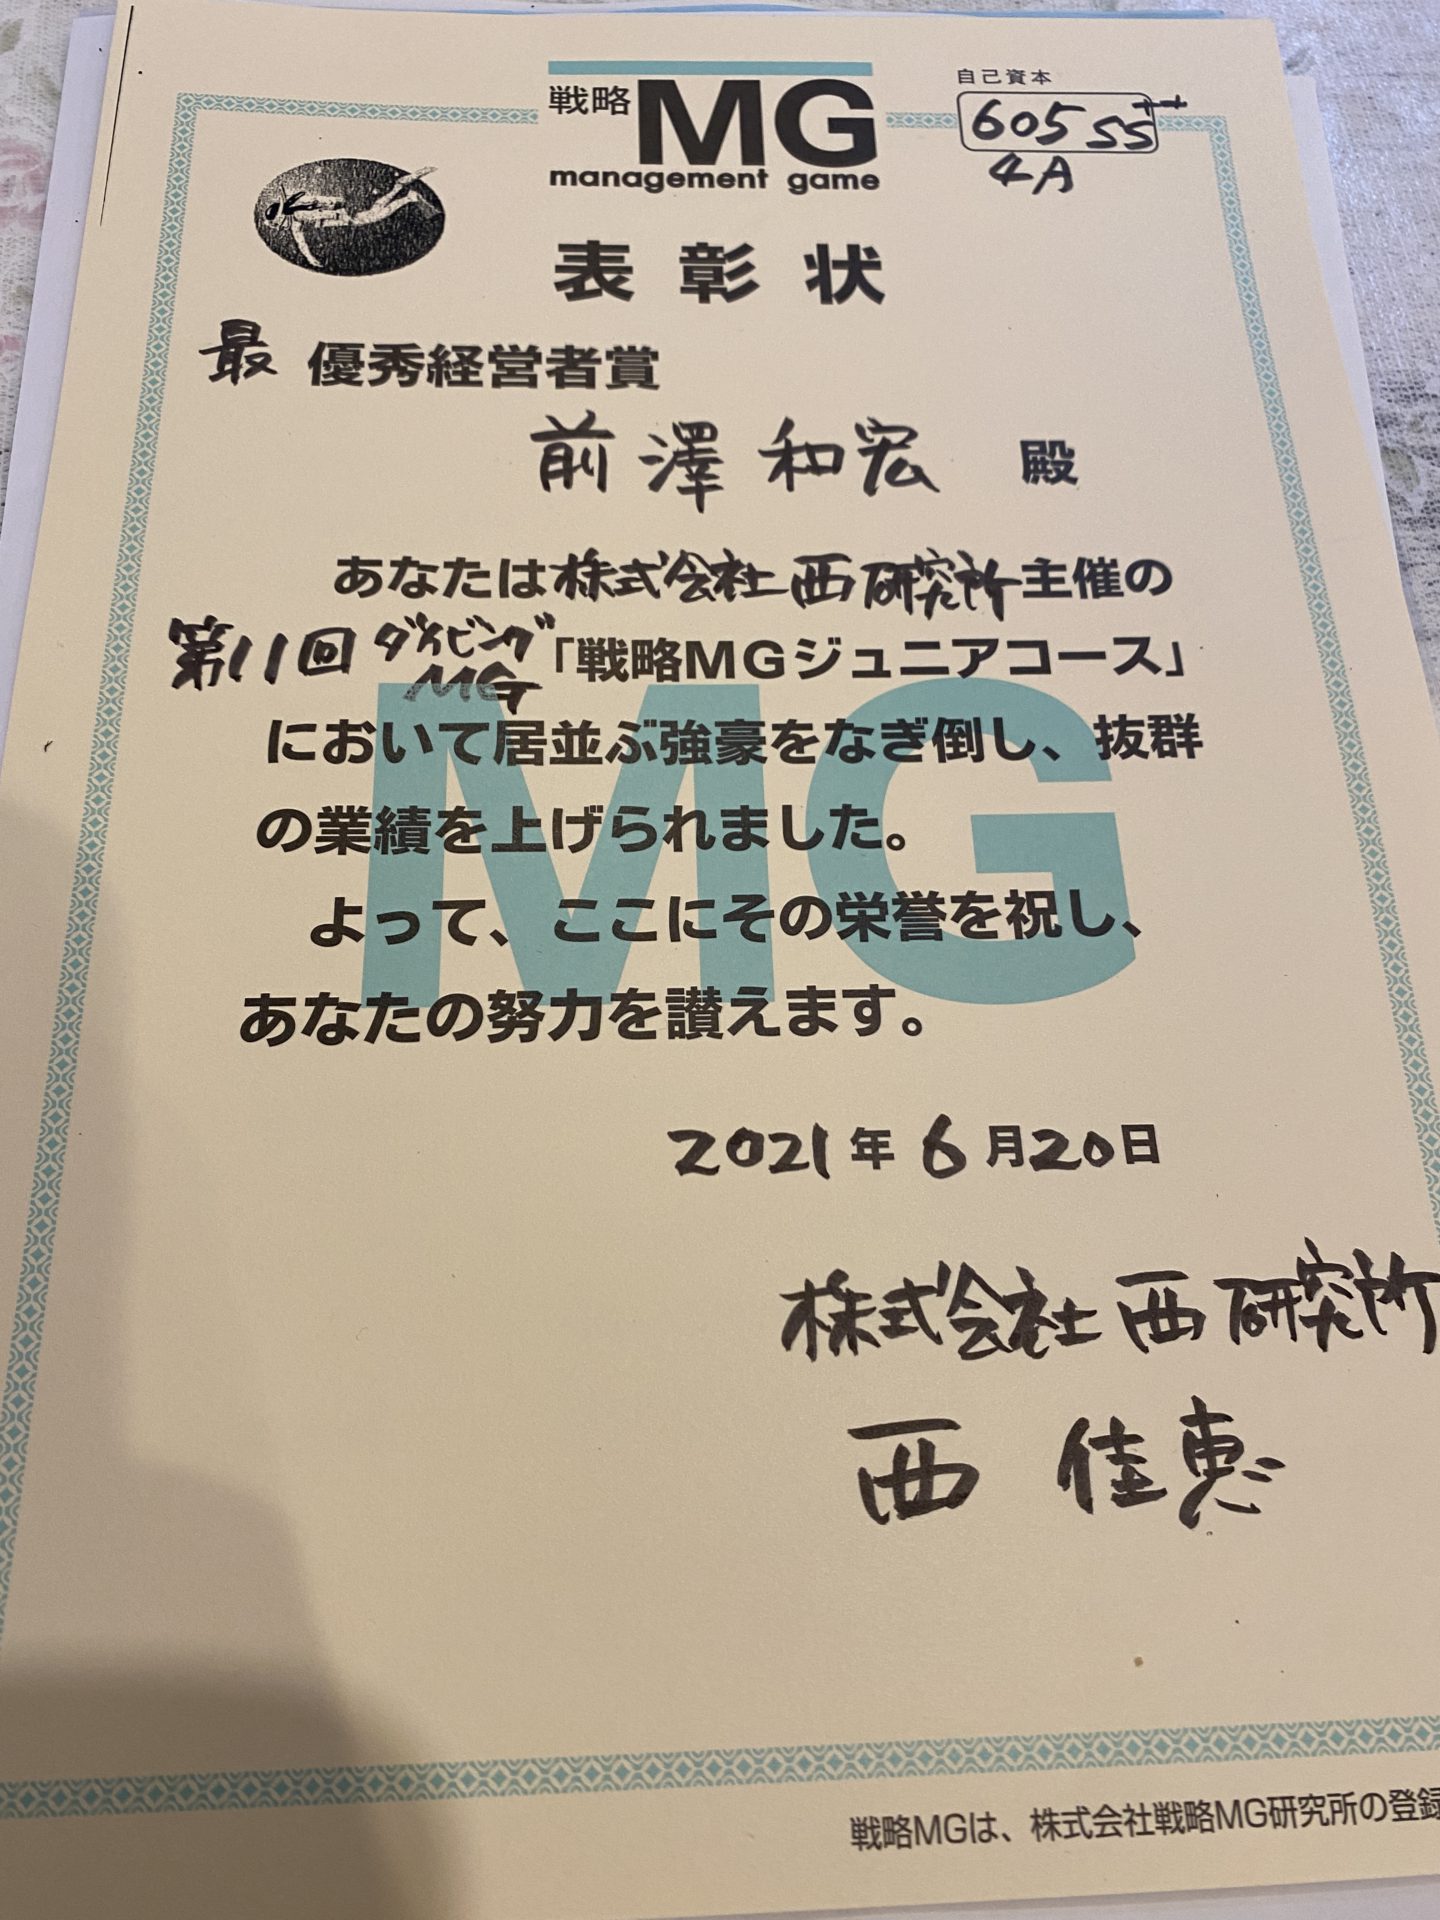 戦略MG
management game
自己資本
605 SS++
4A
表彰状
最 優秀経営者賞
前澤 和宏 殿
あなたは株式会社西研究所主催の
第11回 ダイビングMG「戦略MGジュニアコース」
において居並ぶ強豪をなぎ倒し、抜群
の業績を上げられました。
よって、ここにその栄誉を祝し、
あなたの努力を讃えます。
MG
2021年6月20日
株式会社西研究所
西 佳恵
戦略MGは、株式会社戦略MG研究所の登録